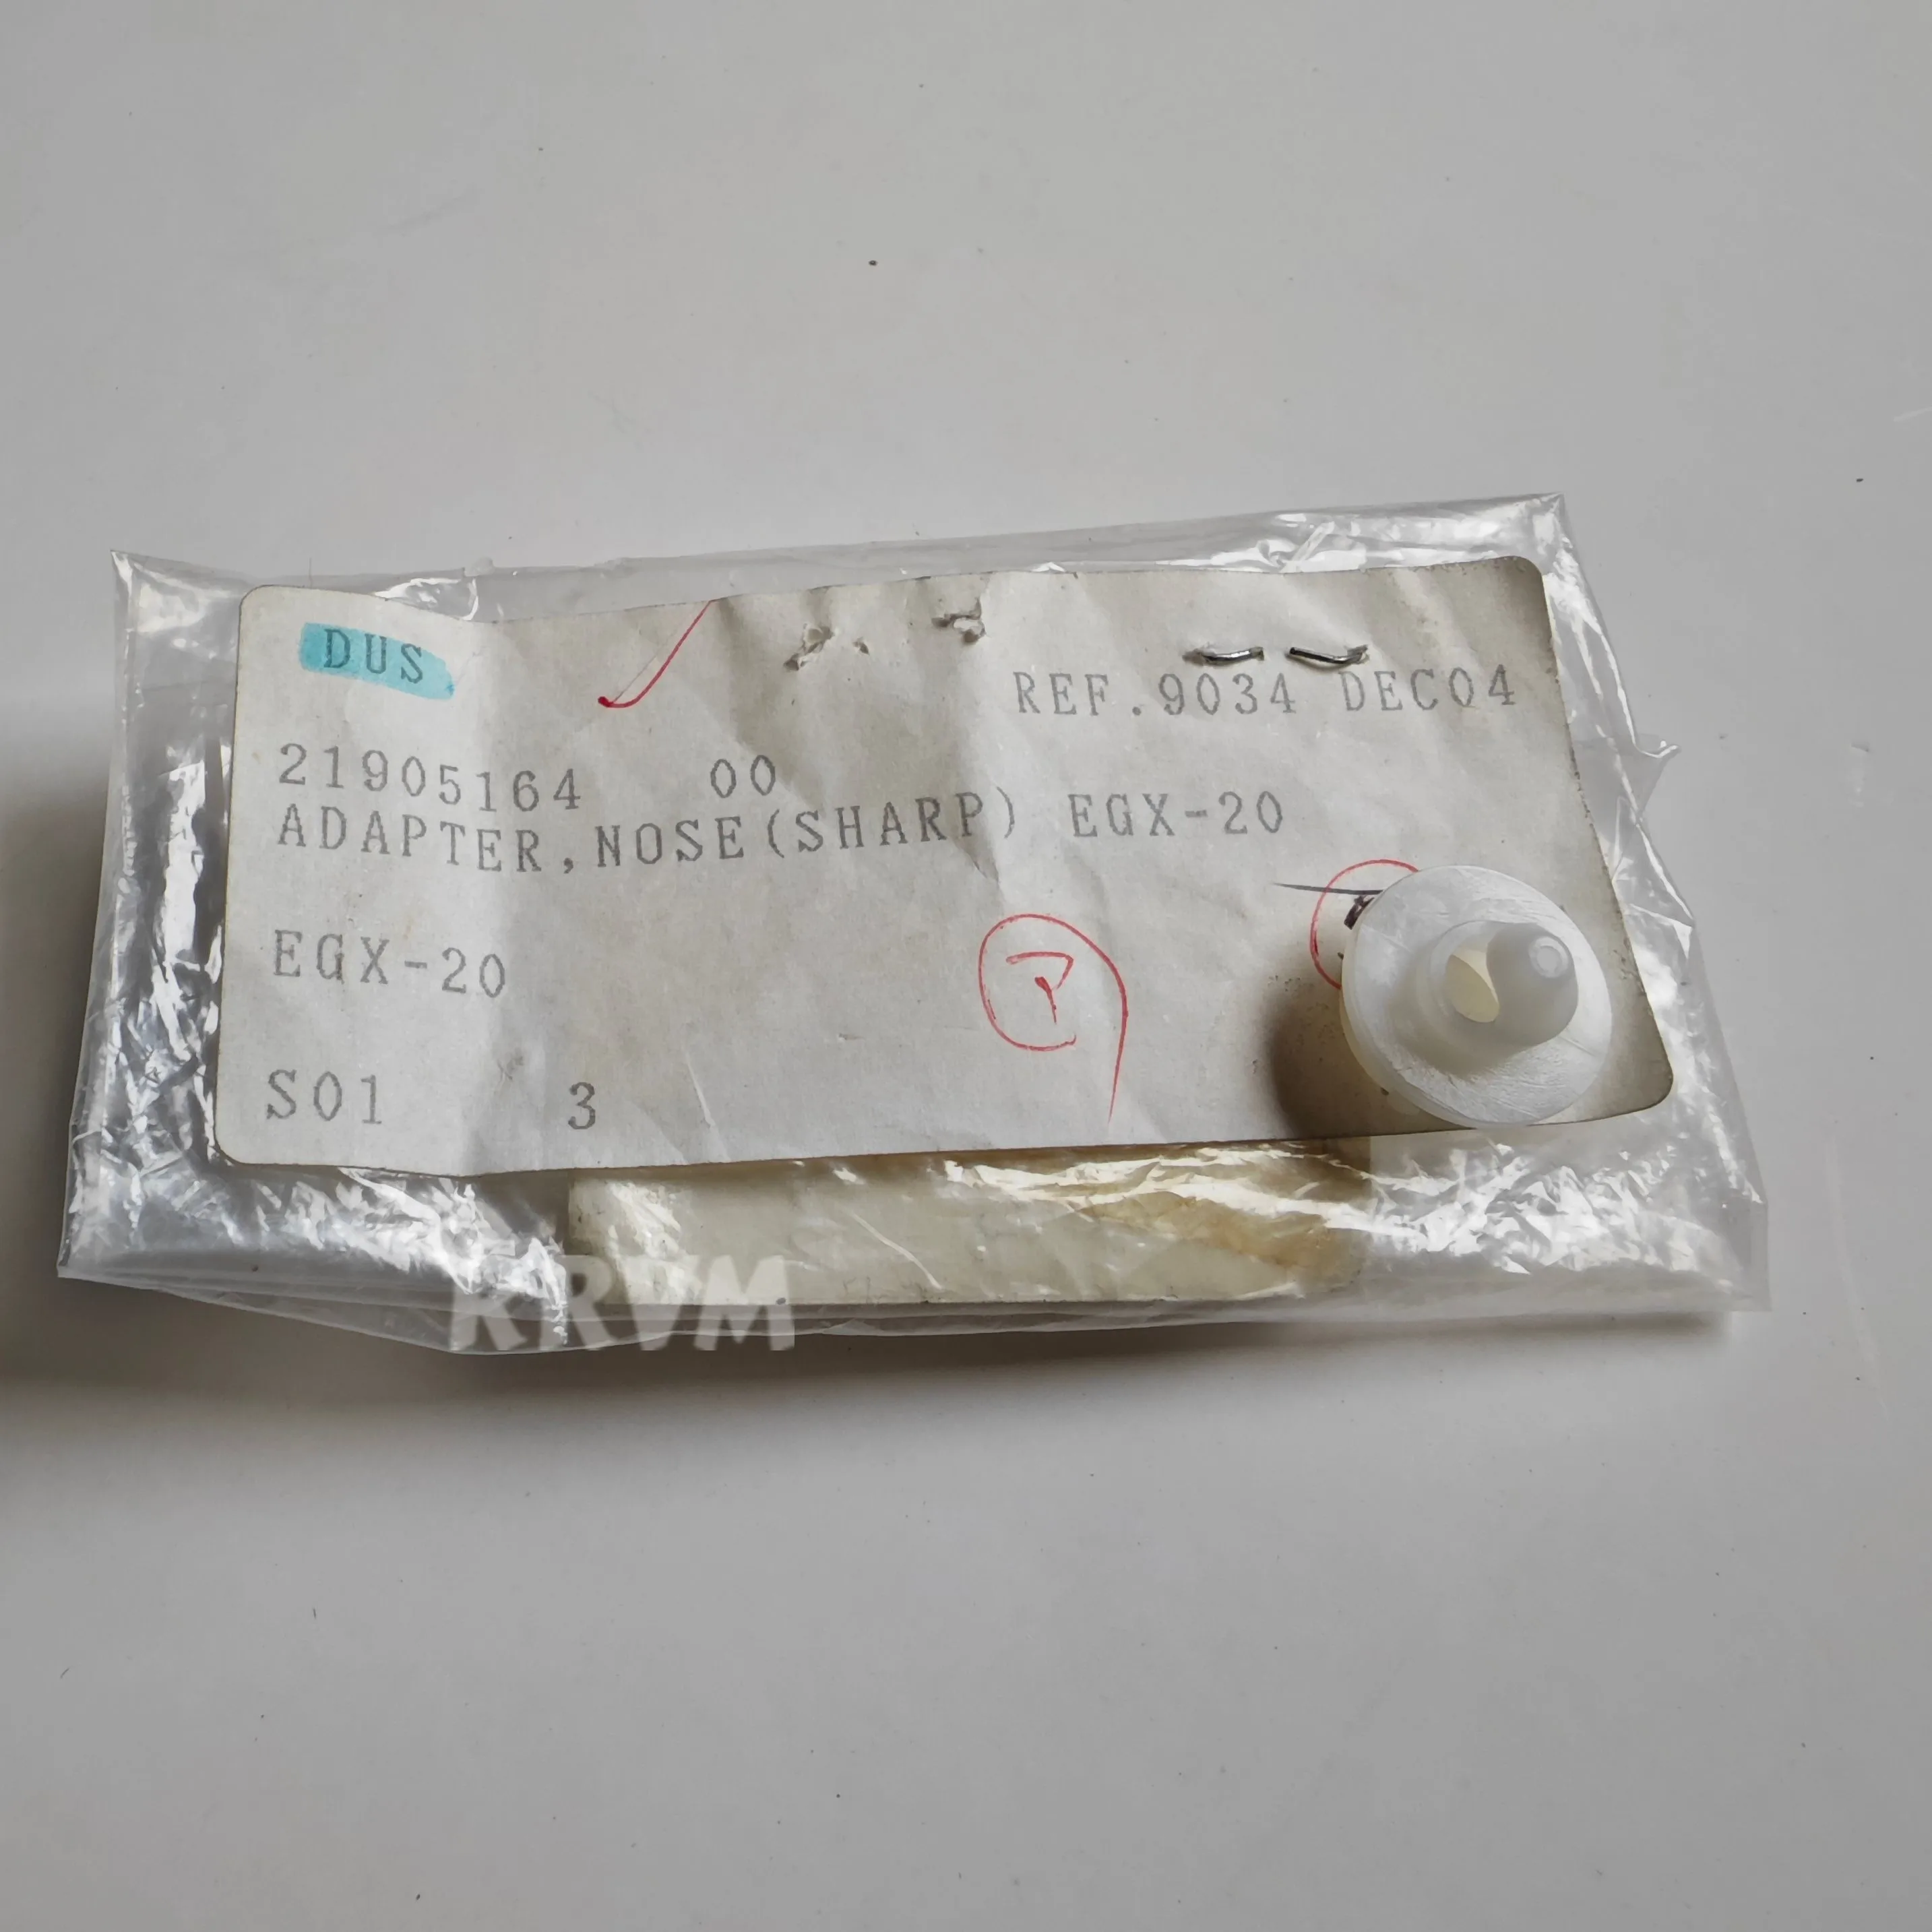 DUS
REF.9034 DEC04
21905164 00
ADAPTER,NOSE(SHARP) EGX-20
EGX-20
S01 3
KRVM